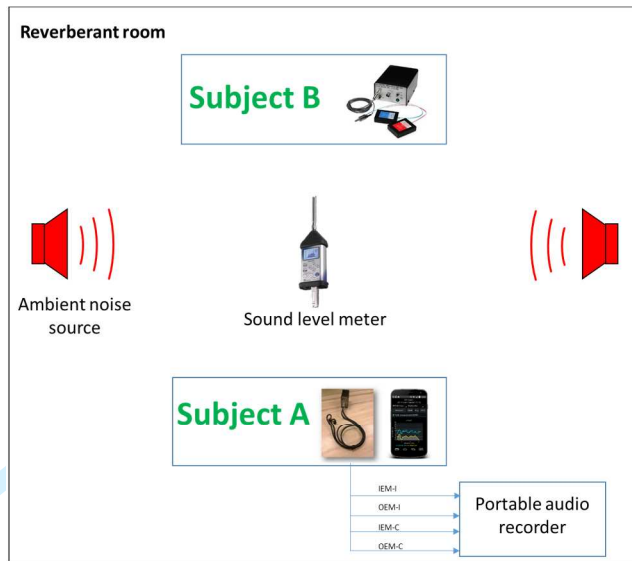 Reverberant room
Subject B
Ambient noise
source
Sound level meter
Subject A
IEM-I
OEM-I
IEM-C
OEM-C
Portable audio
recorder